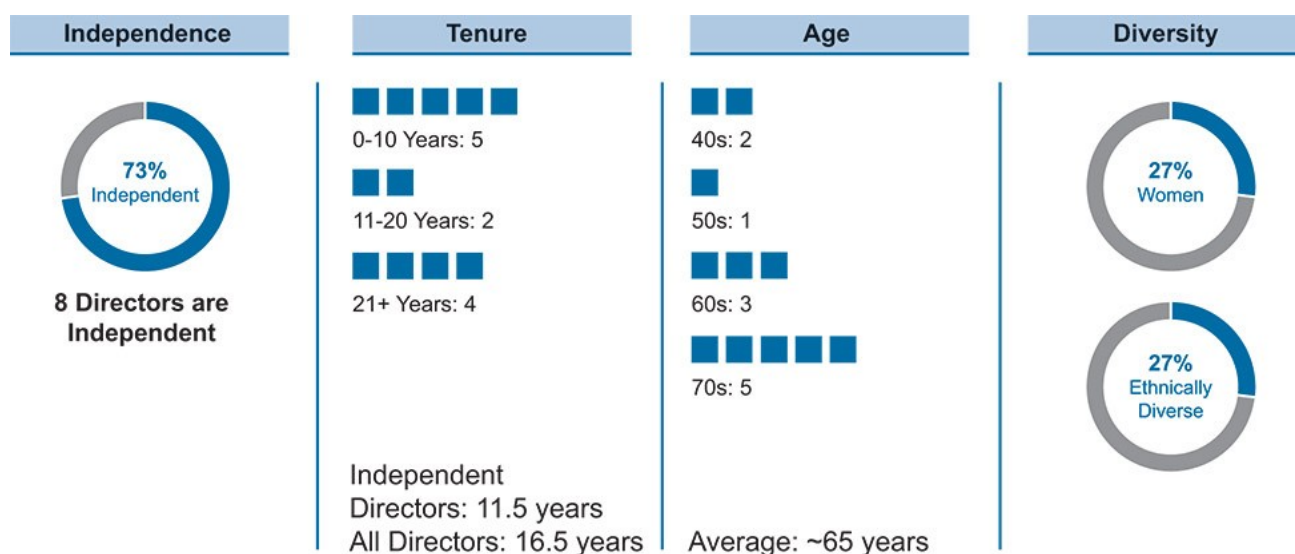 Independence
73%
Independent
8 Directors are
Independent
Tenure
0-10 Years: 5
11-20 Years: 2
21+ Years: 4
Independent
Directors: 11.5 years
All Directors: 16.5 years
Age
40s: 2
50s: 1
60s: 3
70s: 5
Average: ~65 years
Diversity
27%
Women
27%
Ethnically
Diverse